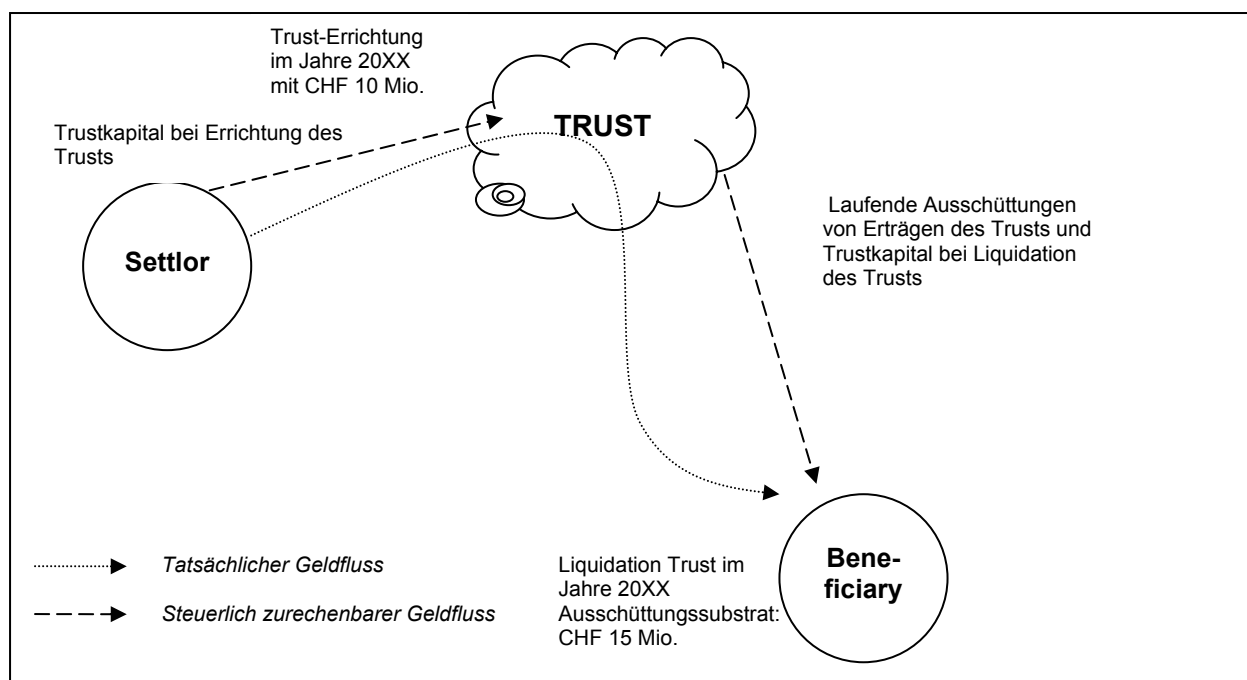 Trust-Errichtung
im Jahre 20XX
mit CHF 10 Mio.
TRUST
Trustkapital bei Errichtung des
Trusts
Settlor
Laufende Ausschüttungen
von Erträgen des Trusts und
Trustkapital bei Liquidation
des Trusts
Tatsächlicher Geldfluss
Steuerlich zurechenbarer Geldfluss
Liquidation Trust im
Jahre 20XX
Ausschüttungssubstrat:
CHF 15 Mio.
Bene-
ficiary